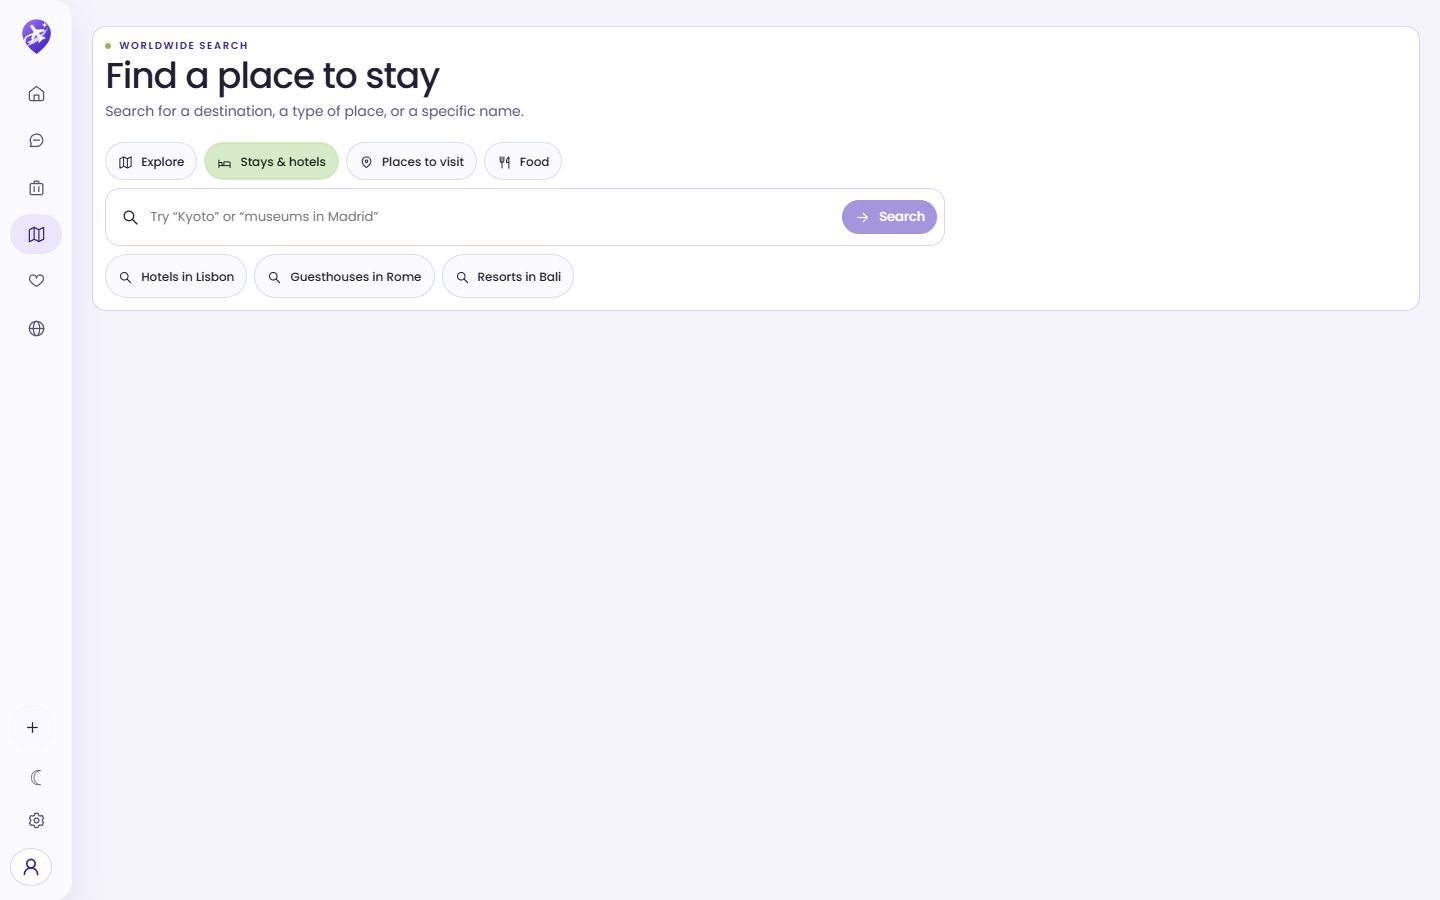 WORLDWIDE SEARCH
Find a place to stay
Search for a destination, a type of place, or a specific name.
Explore
Stays & hotels
Places to visit
Food
Try “Kyoto” or “museums in Madrid”
Search
Hotels in Lisbon
Guesthouses in Rome
Resorts in Bali